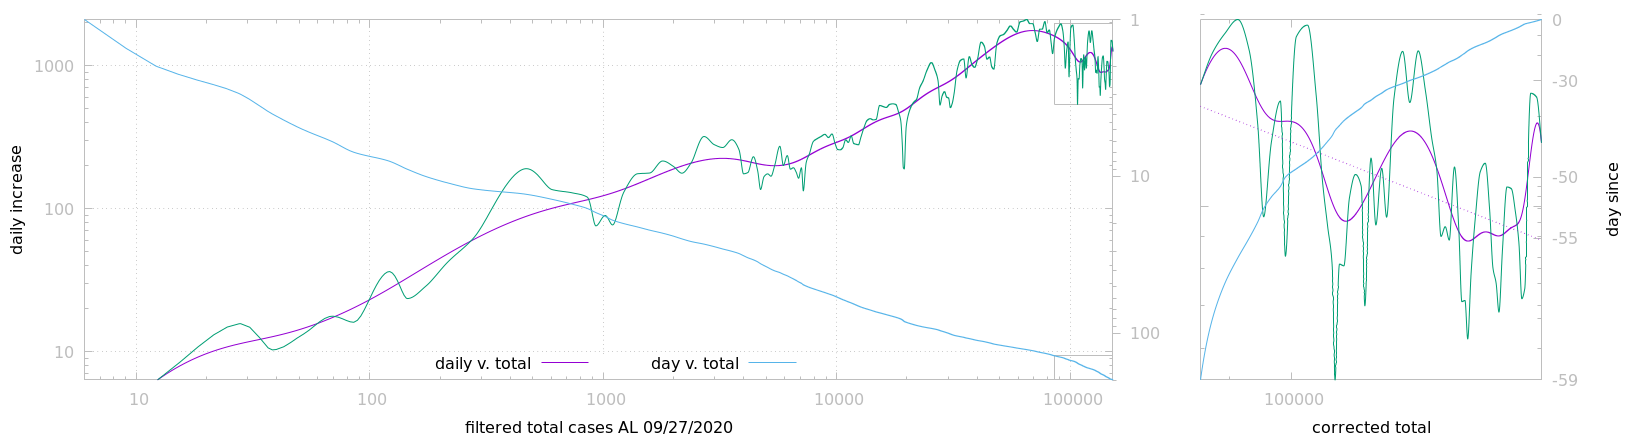 daily increase
1000
100
10
10
100
1000
10000
100000
filtered total cases AL 09/27/2020
daily v. total
day v. total
1
10
100
100000
corrected total
0
-30
-50
-55
-59
day since